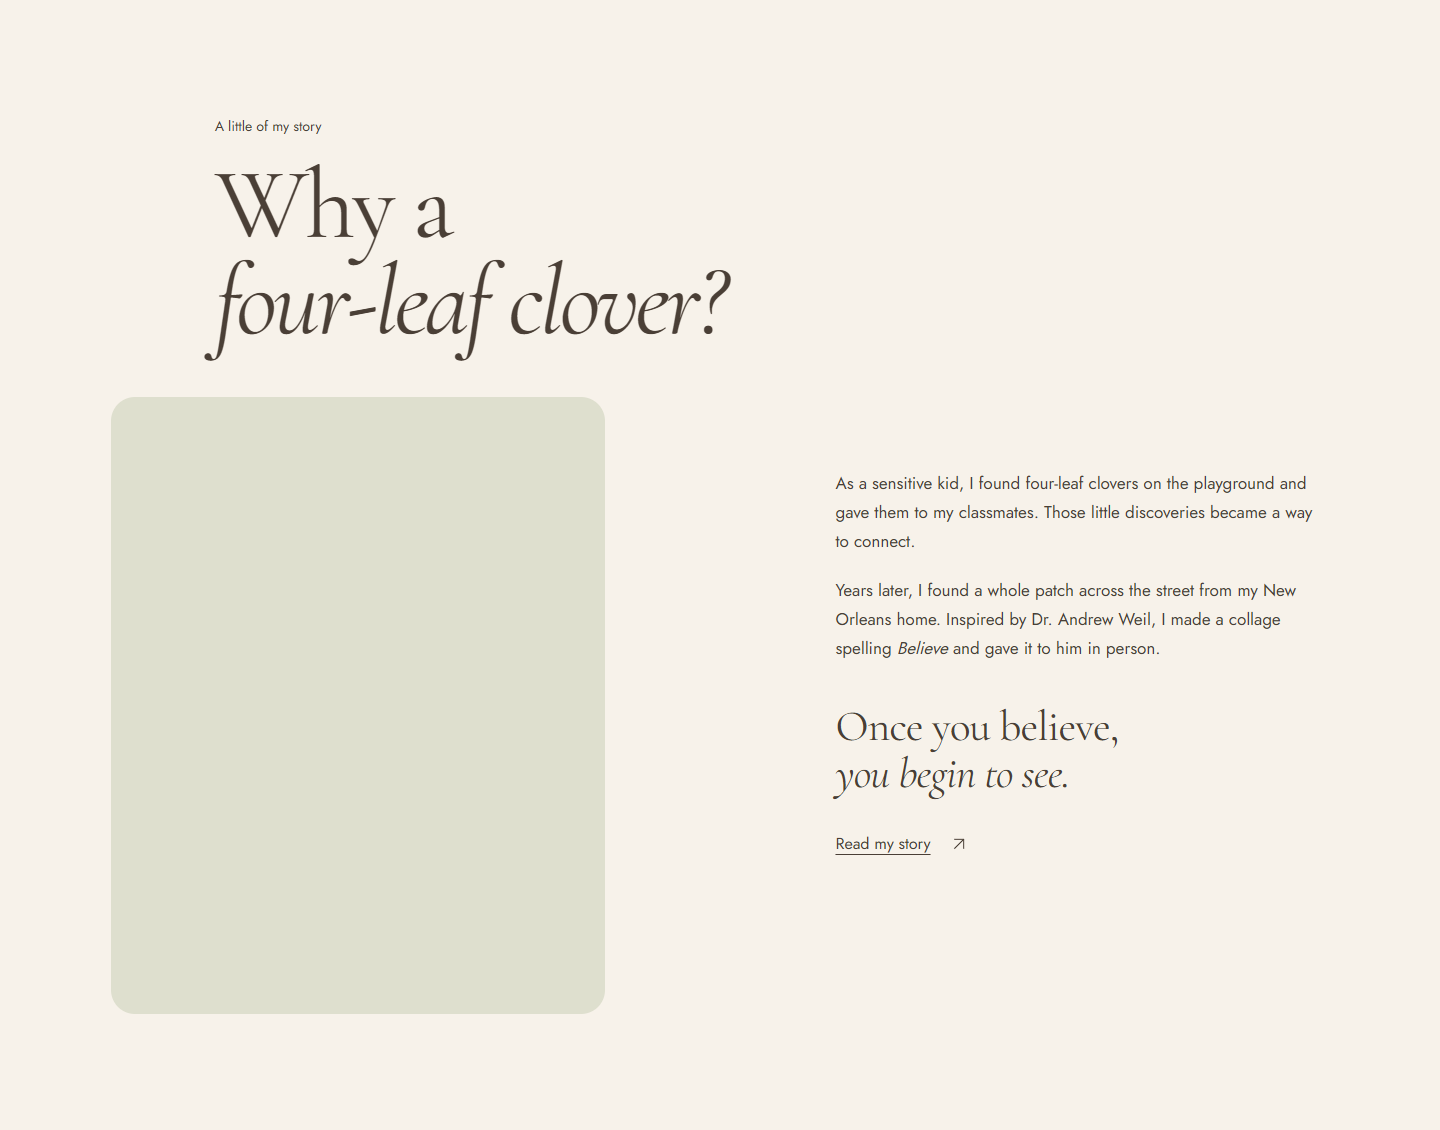 A little of my story
Why a
four-leaf clover?
As a sensitive kid, I found four-leaf clovers on the playground and
gave them to my classmates. Those little discoveries became a way
to connect.
Years later, I found a whole patch across the street from my New
Orleans home. Inspired by Dr. Andrew Weil, I made a collage
spelling Believe and gave it to him in person.
Once you believe,
you begin to see.
Read my story